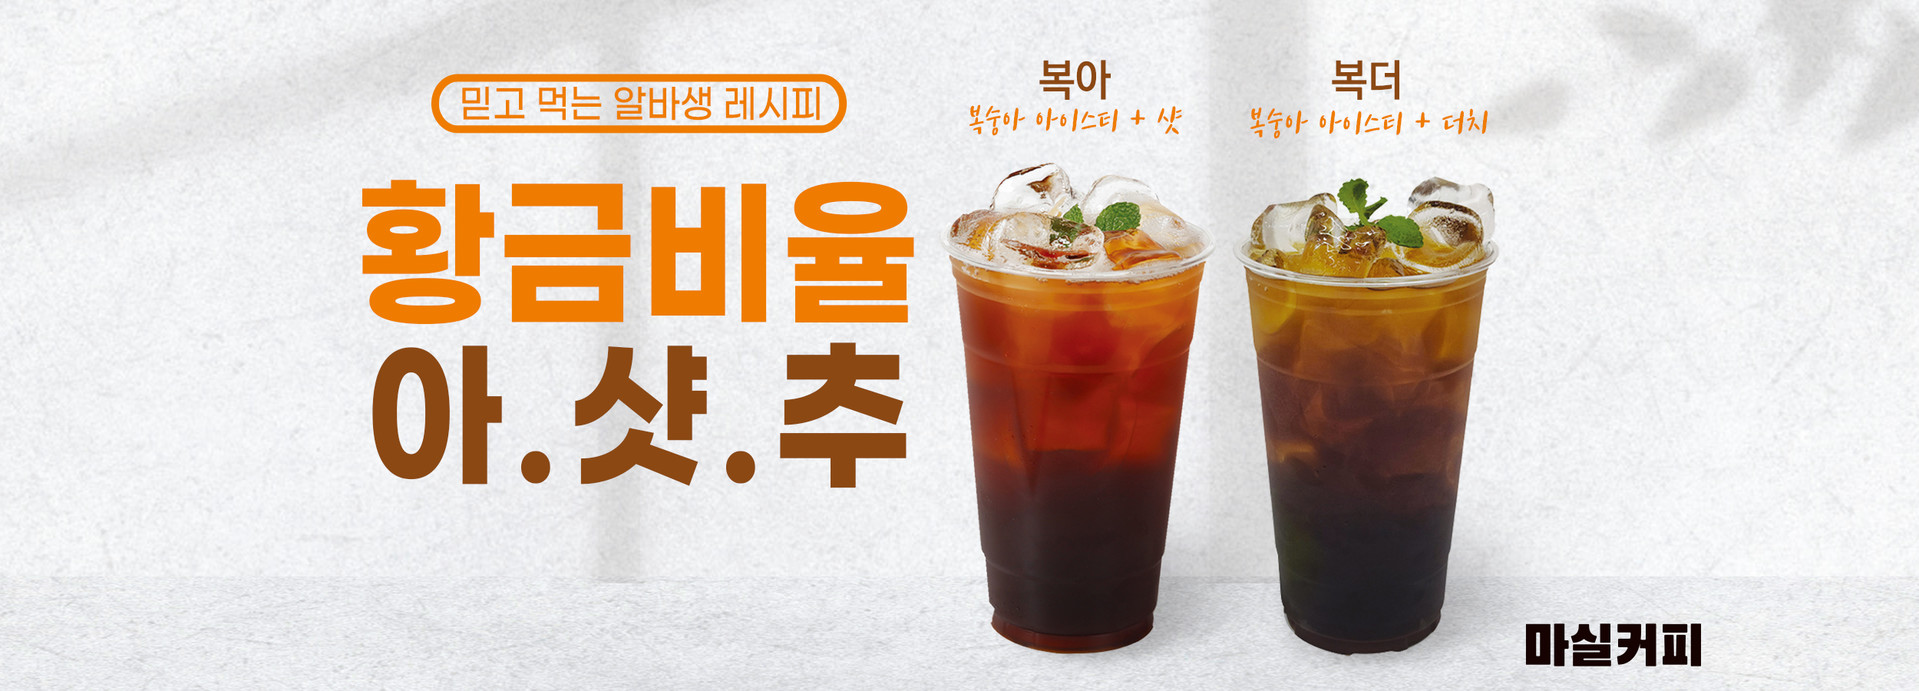 믿고 먹는 알바생 레시피
황금비율
아.샷.추
복아
복숭아 아이스티 + 샷
복더
복숭아 아이스티 + 더치
마실커피